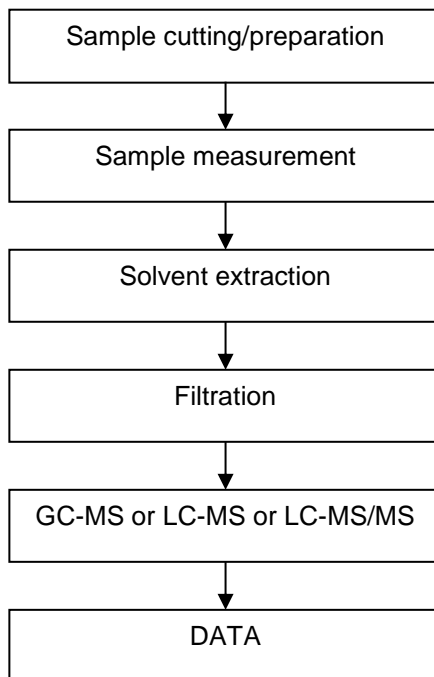 Sample cutting/preparation
Sample measurement
Solvent extraction
Filtration
GC-MS or LC-MS or LC-MS/MS
DATA